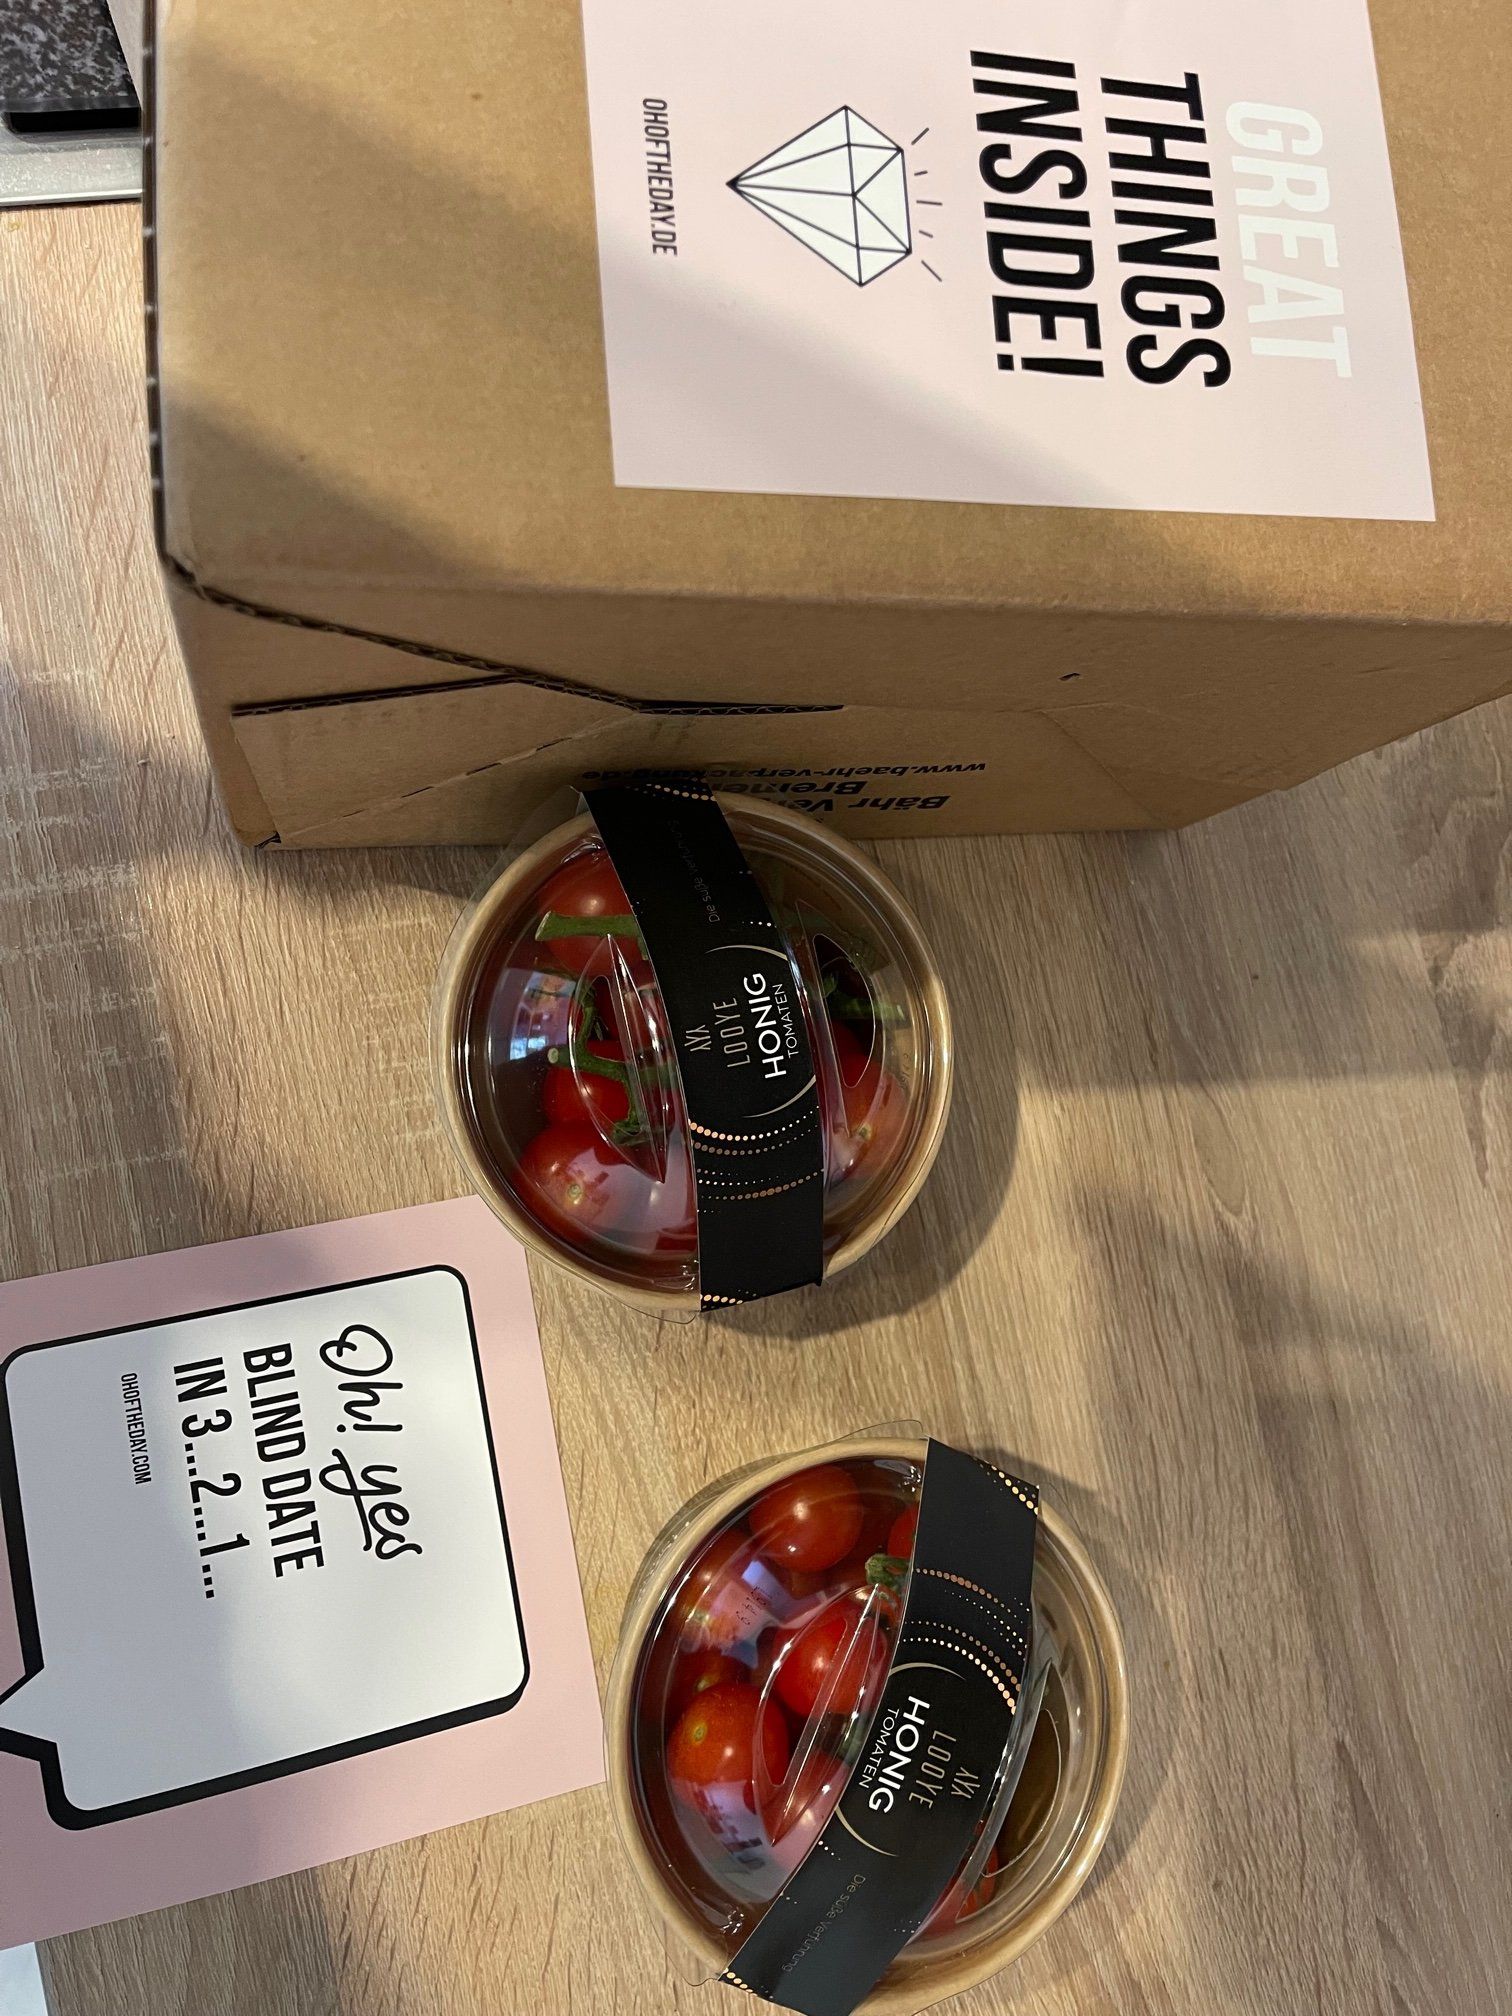 GREAT
THINGS
INSIDE!
OHOFTHEDAY.DE
www.baehr-verpackung.de
Bremen
Bähr
Die süße Verführung
LOOYE
HONIG
TOMATEN
Oh! yes
BLIND DATE
IN 3...2...1...
OHOFTHEDAY.COM
LOOYE
HONIG
TOMATEN
Die süße Verführung